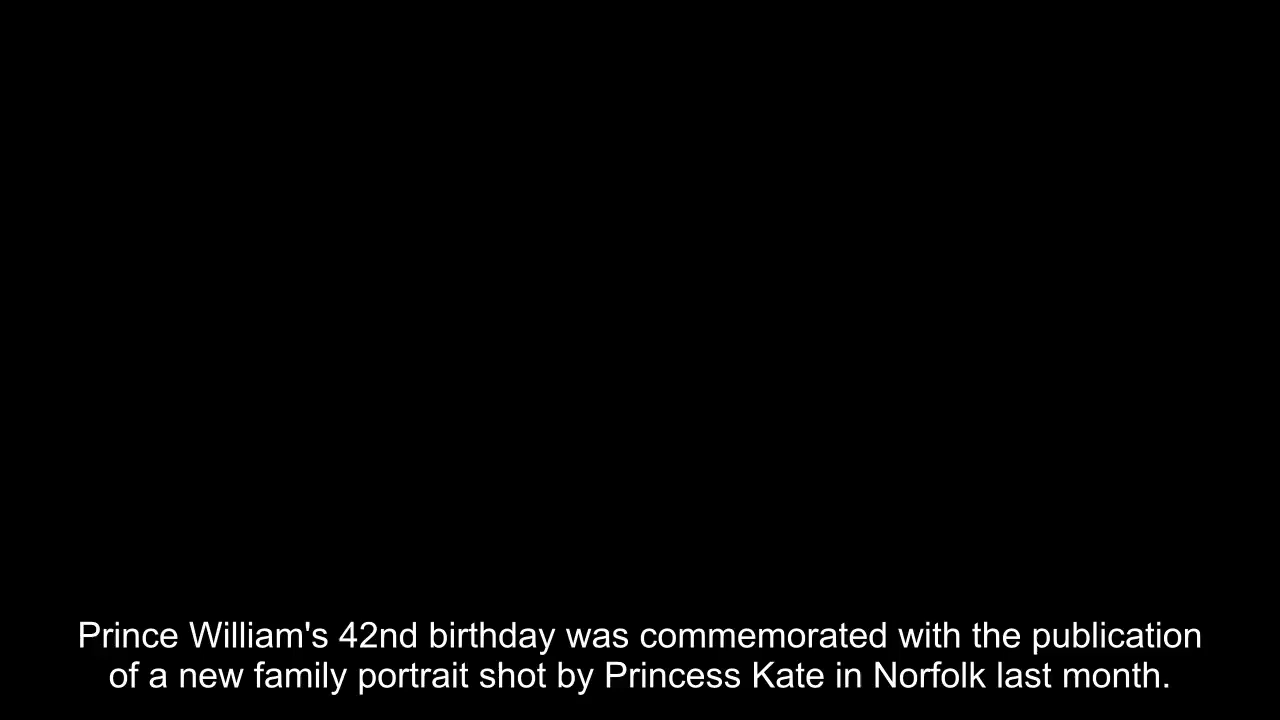 Prince William's 42nd birthday was commemorated with the publication
of a new family portrait shot by Princess Kate in Norfolk last month.